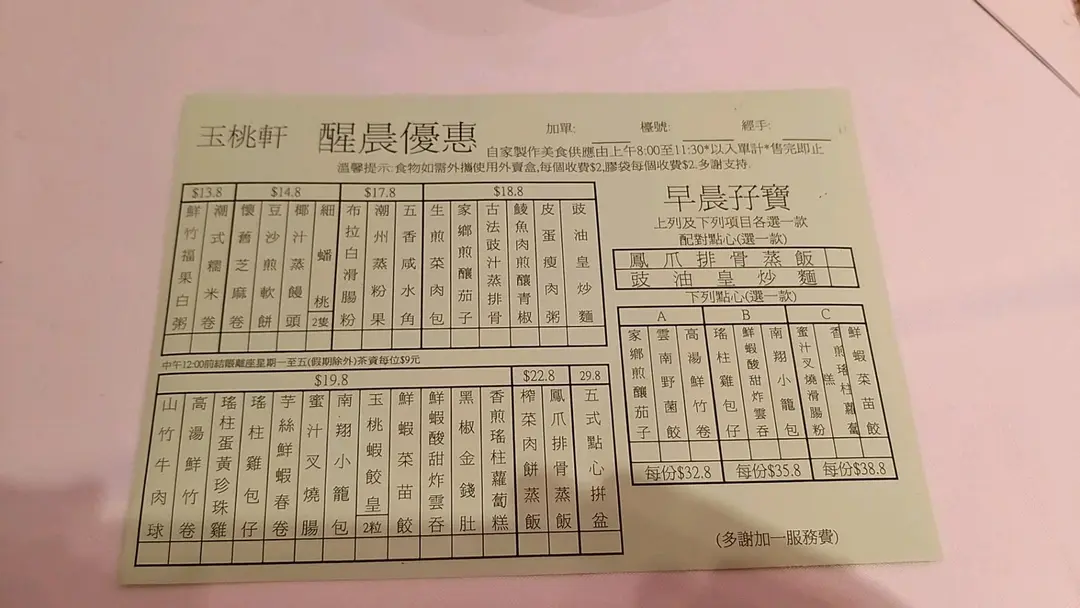 玉桃軒 醒晨優惠 加單: 檯號: 經手:
自家製作美食供應由上午8:00至11:30*以入單計*售完即止
溫馨提示:食物如需外攜使用外賣盒,每個收費$2,膠袋每個收費$2.多謝支持.
$13.8 $14.8 $17.8 $18.8
鮮竹福果白粥
潮式糯米卷
懷舊芝麻卷
豆沙煎軟餅
椰汁蒸饅頭
細蟠桃2隻
布拉白滑腸粉
潮州蒸粉果
五香咸水角
生煎菜肉包
家鄉煎釀茄子
古法豉汁蒸排骨
鯪魚肉煎釀青椒
皮蛋瘦肉粥
豉油皇炒麵
中午12:00前結賬離座星期一至五(假期除外)茶資每位$9元
$19.8 $22.8 29.8
山竹牛肉球
高湯鮮竹卷
瑤柱蛋黃珍珠雞
瑤柱雞包仔
芋絲鮮蝦春卷
蜜汁叉燒腸
南翔小籠包
玉桃蝦餃皇2粒
鮮蝦菜苗餃
鮮蝦酸甜炸雲吞
黑椒金錢肚
香煎瑤柱蘿蔔糕
榨菜肉餅蒸飯
鳳爪排骨蒸飯
五式點心拼盆
早晨孖寶
上列及下列項目各選一款
配對點心(選一款)
鳳爪排骨蒸飯
豉油皇炒麵
下列點心(選一款)
A B C
家鄉煎釀茄子
雲南野菌餃
高湯鮮竹卷
瑤柱雞包仔
鮮蝦酸甜炸雲吞
南翔小籠包
蜜汁叉燒滑腸粉
香煎瑤柱蘿蔔糕
鮮蝦菜苗餃
每份$32.8 每份$35.8 每份$38.8
(多謝加一服務費)